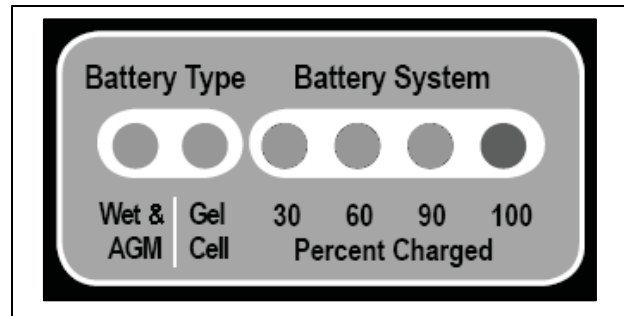 Battery Type Battery System
Wet & Gel 30 60 90 100
AGM Cell Percent Charged